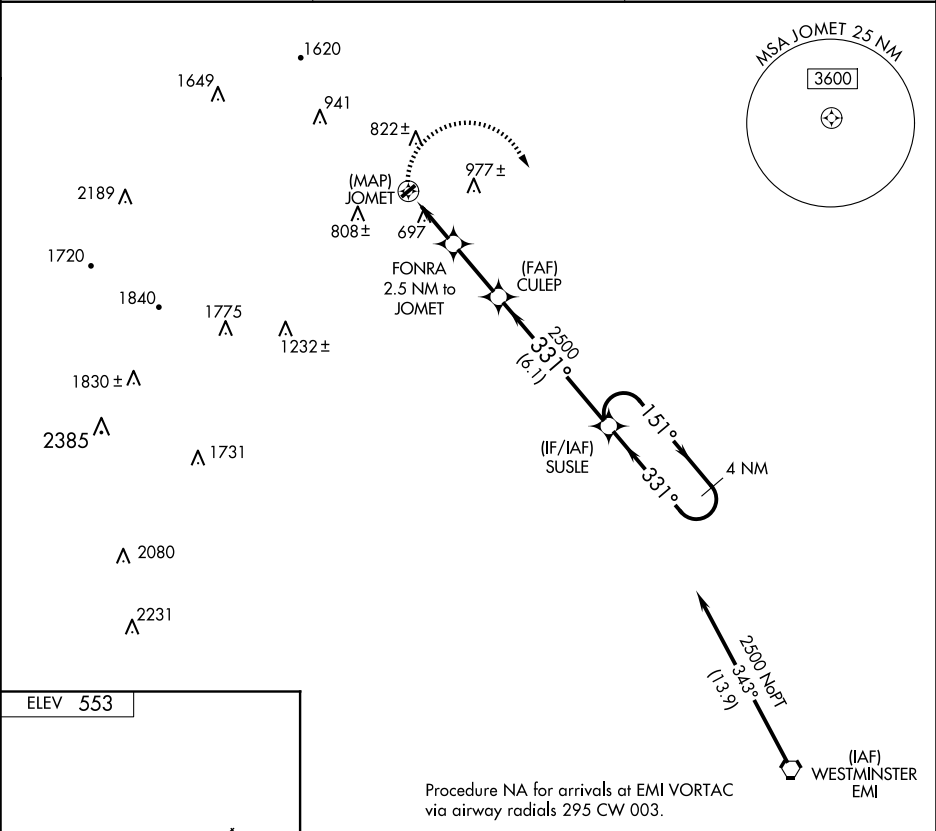 1620
1649
941
822±
977±
(MAP)
JOMET
2189
808±
697
1720
FONRA
2.5 NM to
JOMET
(FAF)
CULEP
1840
1775
1232±
2500
331°
(6.1)
1830±
2385
1731
(IF/IAF)
SUSLE
151°
331°
4 NM
2080
2231
2500 NoPT
343°
(13.9)
(IAF)
WESTMINSTER
EMI
Procedure NA for arrivals at EMI VORTAC
via airway radials 295 CW 003.
MSA JOMET 25 NM
3600
ELEV 553